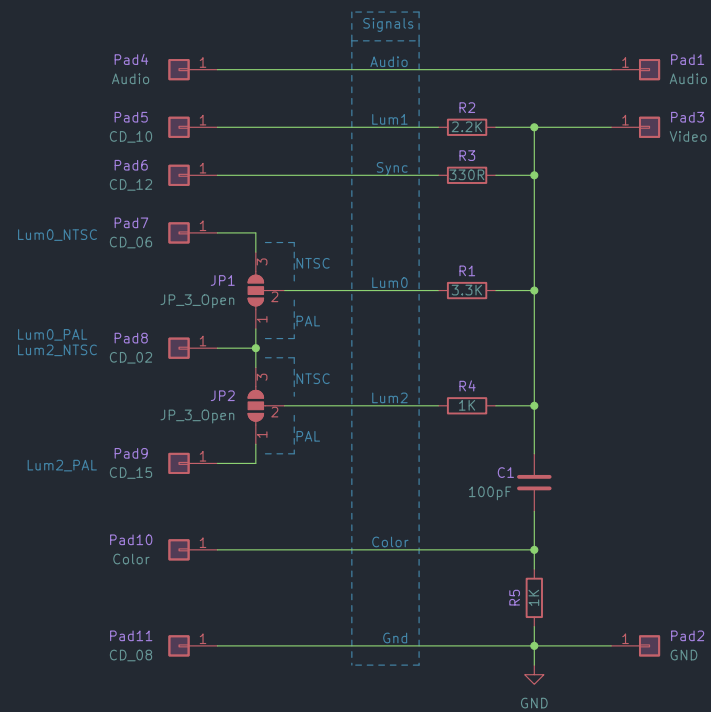 Signals
Pad4
1
Audio
Audio
1
Pad1
Audio
Pad5
1
CD_10
Lum1
R2
2.2K
1
Pad3
Video
Pad6
1
CD_12
Sync
R3
330R
Lum0_NTSC
Pad7
1
CD_06
3
NTSC
JP1
JP_3_Open
2
Lum0
R1
3.3K
1
PAL
Lum0_PAL
Lum2_NTSC
Pad8
1
CD_02
3
NTSC
JP2
JP_3_Open
2
Lum2
R4
1K
1
PAL
Lum2_PAL
Pad9
1
CD_15
C1
100pF
Pad10
1
Color
Color
R5
1K
Pad11
1
CD_08
Gnd
1
Pad2
GND
GND